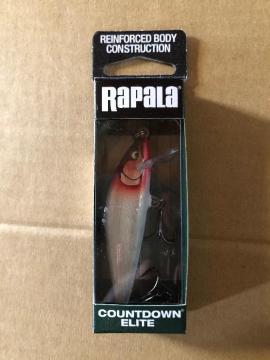 REINFORCED BODY
CONSTRUCTION
RAPALA
COUNTDOWN
ELITE